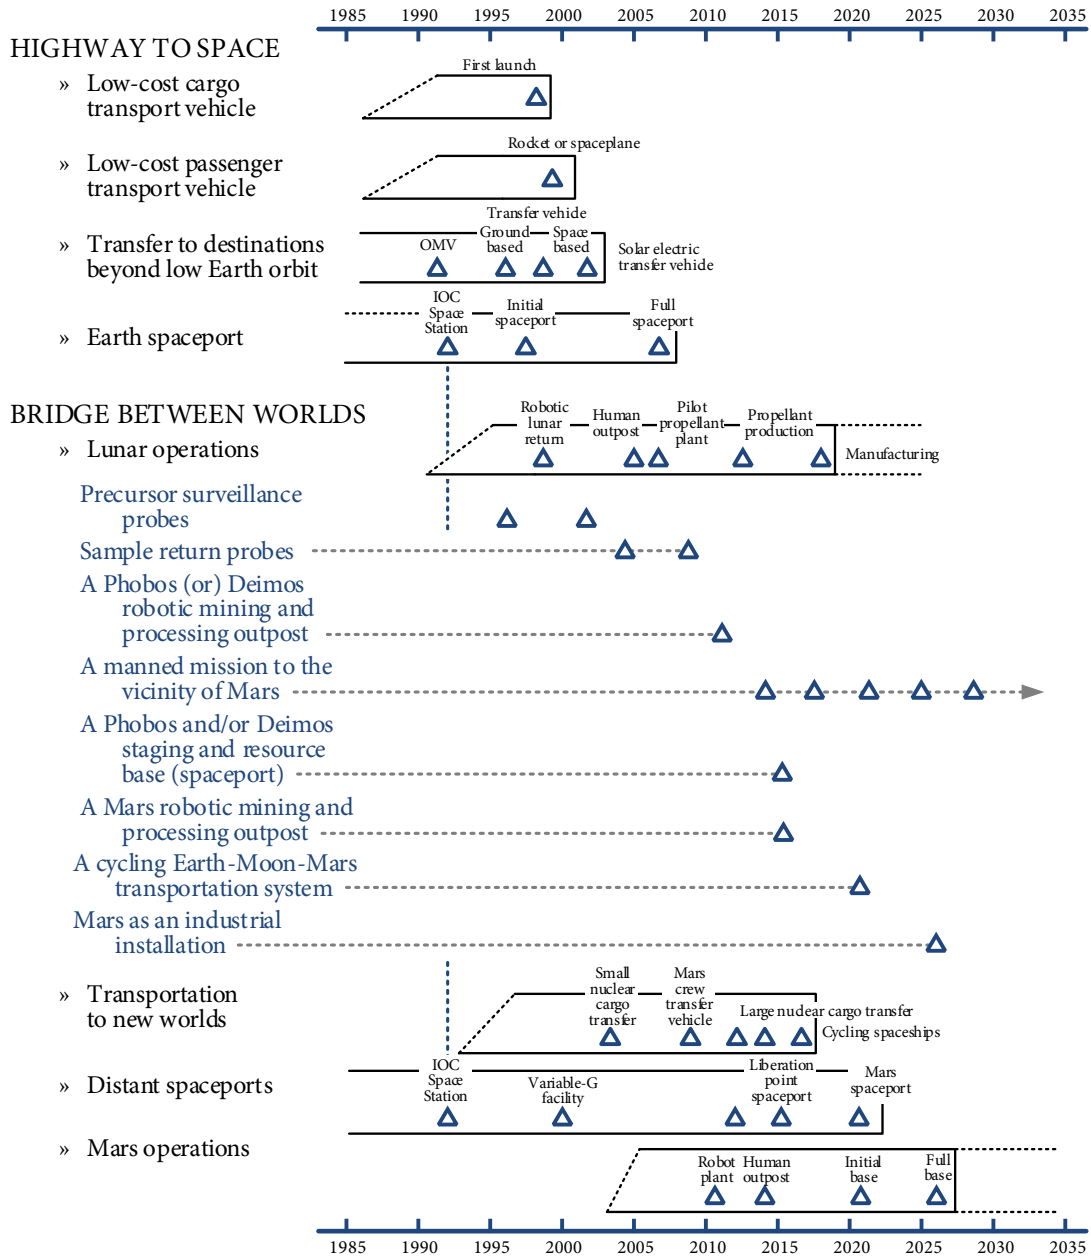 1985 1990 1995 2000 2005 2010 2015 2020 2025 2030 2035
HIGHWAY TO SPACE
» Low-cost cargo
transport vehicle
First launch
» Low-cost passenger
transport vehicle
Rocket or spaceplane
» Transfer to destinations
beyond low Earth orbit
Transfer vehide
OMV
Ground
based
Space
based
Solar electric
transfer vehide
» Earth spaceport
IOC
Space
Station
Initial
spaceport
Full
spaceport
BRIDGE BETWEEN WORLDS
» Lunar operations
Robotic
lunar
return
Human
outpost
Pilot
propellant
plant
Propellant
production
Manufacturing
Precursor surveillance
probes
Sample return probes
A Phobos (or) Deimos
robotic mining and
processing outpost
A manned mission to the
vicinity of Mars
A Phobos and/or Deimos
staging and resource
base (spaceport)
A Mars robotic mining and
processing outpost
A cycling Earth-Moon-Mars
transportation system
Mars as an industrial
installation
» Transportation
to new worlds
Small
nuclear
cargo
transfer
Mars
crew
transfer
vehicle
Large nuclear cargo transfer
Cycling spaceships
» Distant spaceports
IOC
Space
Station
Variable-G
facility
Liberation
point
spaceport
Mars
spaceport
» Mars operations
Robot
plant
Human
outpost
Initial
base
Full
base
1985 1990 1995 2000 2005 2010 2015 2020 2025 2030 2035